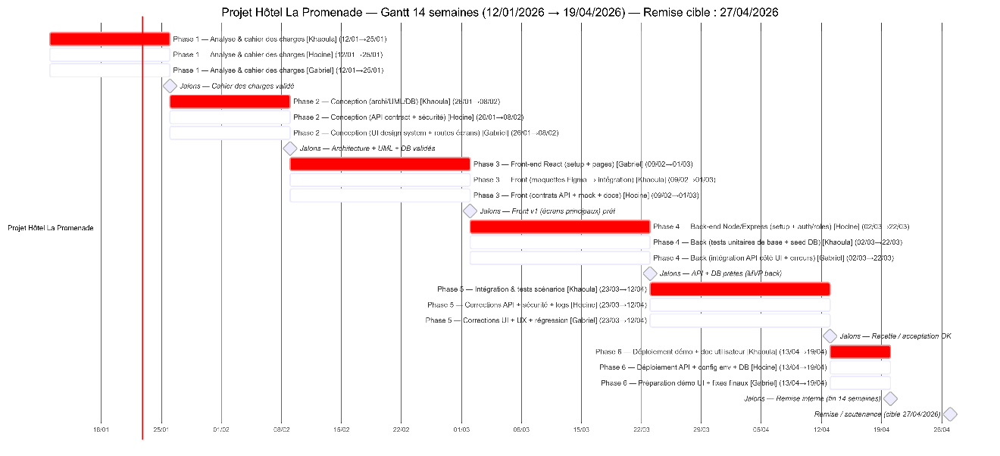 Projet Hôtel La Promenade — Gantt 14 semaines (12/01/2026 → 19/04/2026) — Remise cible : 27/04/2026
Phase 1 — Analyse & cahier des charges [Khaoula] (12/01→25/01)
Phase 1 — Analyse & cahier des charges [Hocine] (12/01→25/01)
Phase 1 — Analyse & cahier des charges [Gabriel] (12/01→25/01)
Jalons — Cahier des charges validé
Phase 2 — Conception (archi/UML/DB) [Khaoula] (26/01→08/02)
Phase 2 — Conception (API contract + sécurité) [Hocine] (26/01→08/02)
Phase 2 — Conception (UI design system + routes écrans) [Gabriel] (26/01→08/02)
Jalons — Architecture + UML + DB validés
Phase 3 — Front-end React (setup + pages) [Gabriel] (09/02→01/03)
Phase 3 — Front (maquettes Figma → intégration) [Khaoula] (09/02→01/03)
Phase 3 — Front (contrats API + mock + docs) [Hocine] (09/02→01/03)
Jalons — Front v1 (écrans principaux) prêt
Projet Hôtel La Promenade
Phase 4 — Back-end Node/Express (setup + auth/roles) [Hocine] (02/03→22/03)
Phase 4 — Back (tests unitaires de base + seed DB) [Khaoula] (02/03→22/03)
Phase 4 — Back (intégration API côté UI + erreurs) [Gabriel] (02/03→22/03)
Jalons — API + DB prêtes (MVP back)
Phase 5 — Intégration & tests scénarios [Khaoula] (23/03→12/04)
Phase 5 — Corrections API + sécurité + logs [Hocine] (23/03→12/04)
Phase 5 — Corrections UI + UX + régression [Gabriel] (23/03→12/04)
Jalons — Recette / acceptation OK
Phase 6 — Déploiement démo + doc utilisateur [Khaoula] (13/04→19/04)
Phase 6 — Déploiement API + config env + DB [Hocine] (13/04→19/04)
Phase 6 — Préparation démo UI + fixes finaux [Gabriel] (13/04→19/04)
Jalons — Remise interne (fin 14 semaines)
Remise / soutenance (cible 27/04/2026)
18/01 25/01 01/02 08/02 15/02 22/02 01/03 08/03 15/03 22/03 29/03 05/04 12/04 19/04 26/04